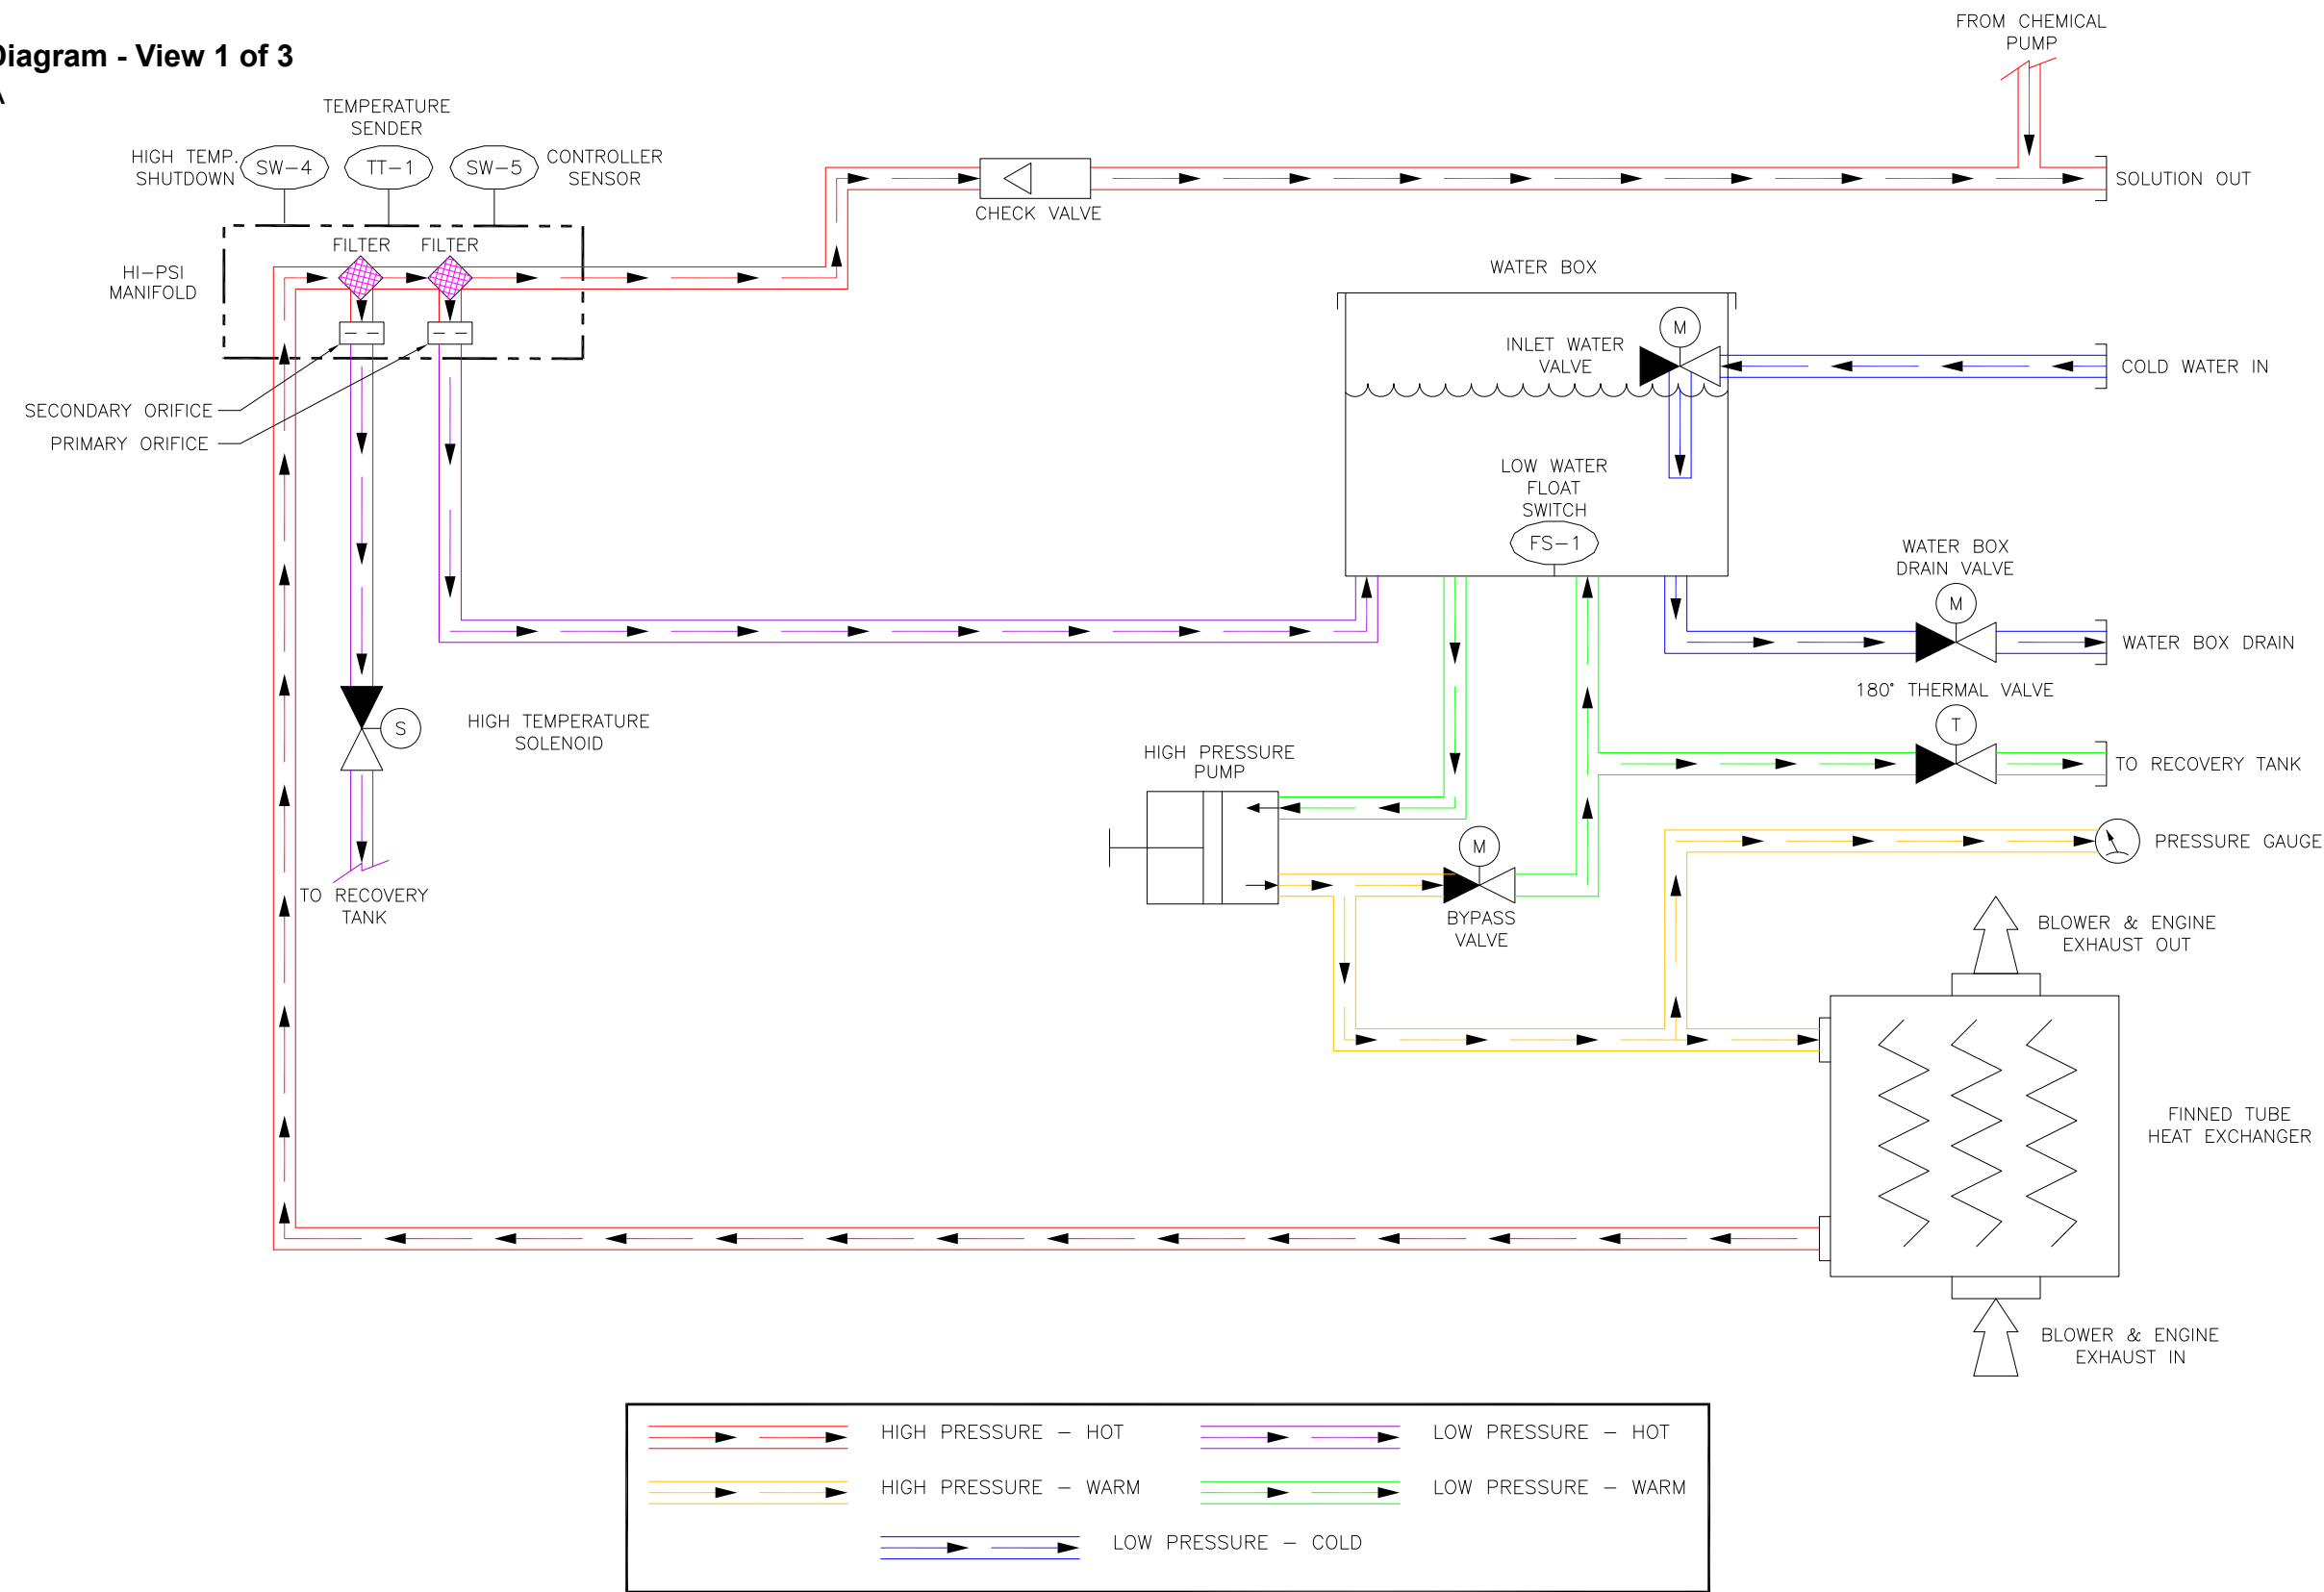 Diagram - View 1 of 3
FROM CHEMICAL
PUMP
TEMPERATURE
SENDER
HIGH TEMP.
SHUTDOWN
SW-4
TT-1
SW-5
CONTROLLER
SENSOR
SOLUTION OUT
CHECK VALVE
FILTER
FILTER
HI-PSI
MANIFOLD
WATER BOX
M
INLET WATER
VALVE
COLD WATER IN
SECONDARY ORIFICE
PRIMARY ORIFICE
LOW WATER
FLOAT
SWITCH
FS-1
WATER BOX
DRAIN VALVE
M
WATER BOX DRAIN
180° THERMAL VALVE
T
TO RECOVERY TANK
S
HIGH TEMPERATURE
SOLENOID
HIGH PRESSURE
PUMP
M
BYPASS
VALVE
PRESSURE GAUGE
TO RECOVERY
TANK
BLOWER & ENGINE
EXHAUST OUT
FINNED TUBE
HEAT EXCHANGER
BLOWER & ENGINE
EXHAUST IN
HIGH PRESSURE - HOT
LOW PRESSURE - HOT
HIGH PRESSURE - WARM
LOW PRESSURE - WARM
LOW PRESSURE - COLD